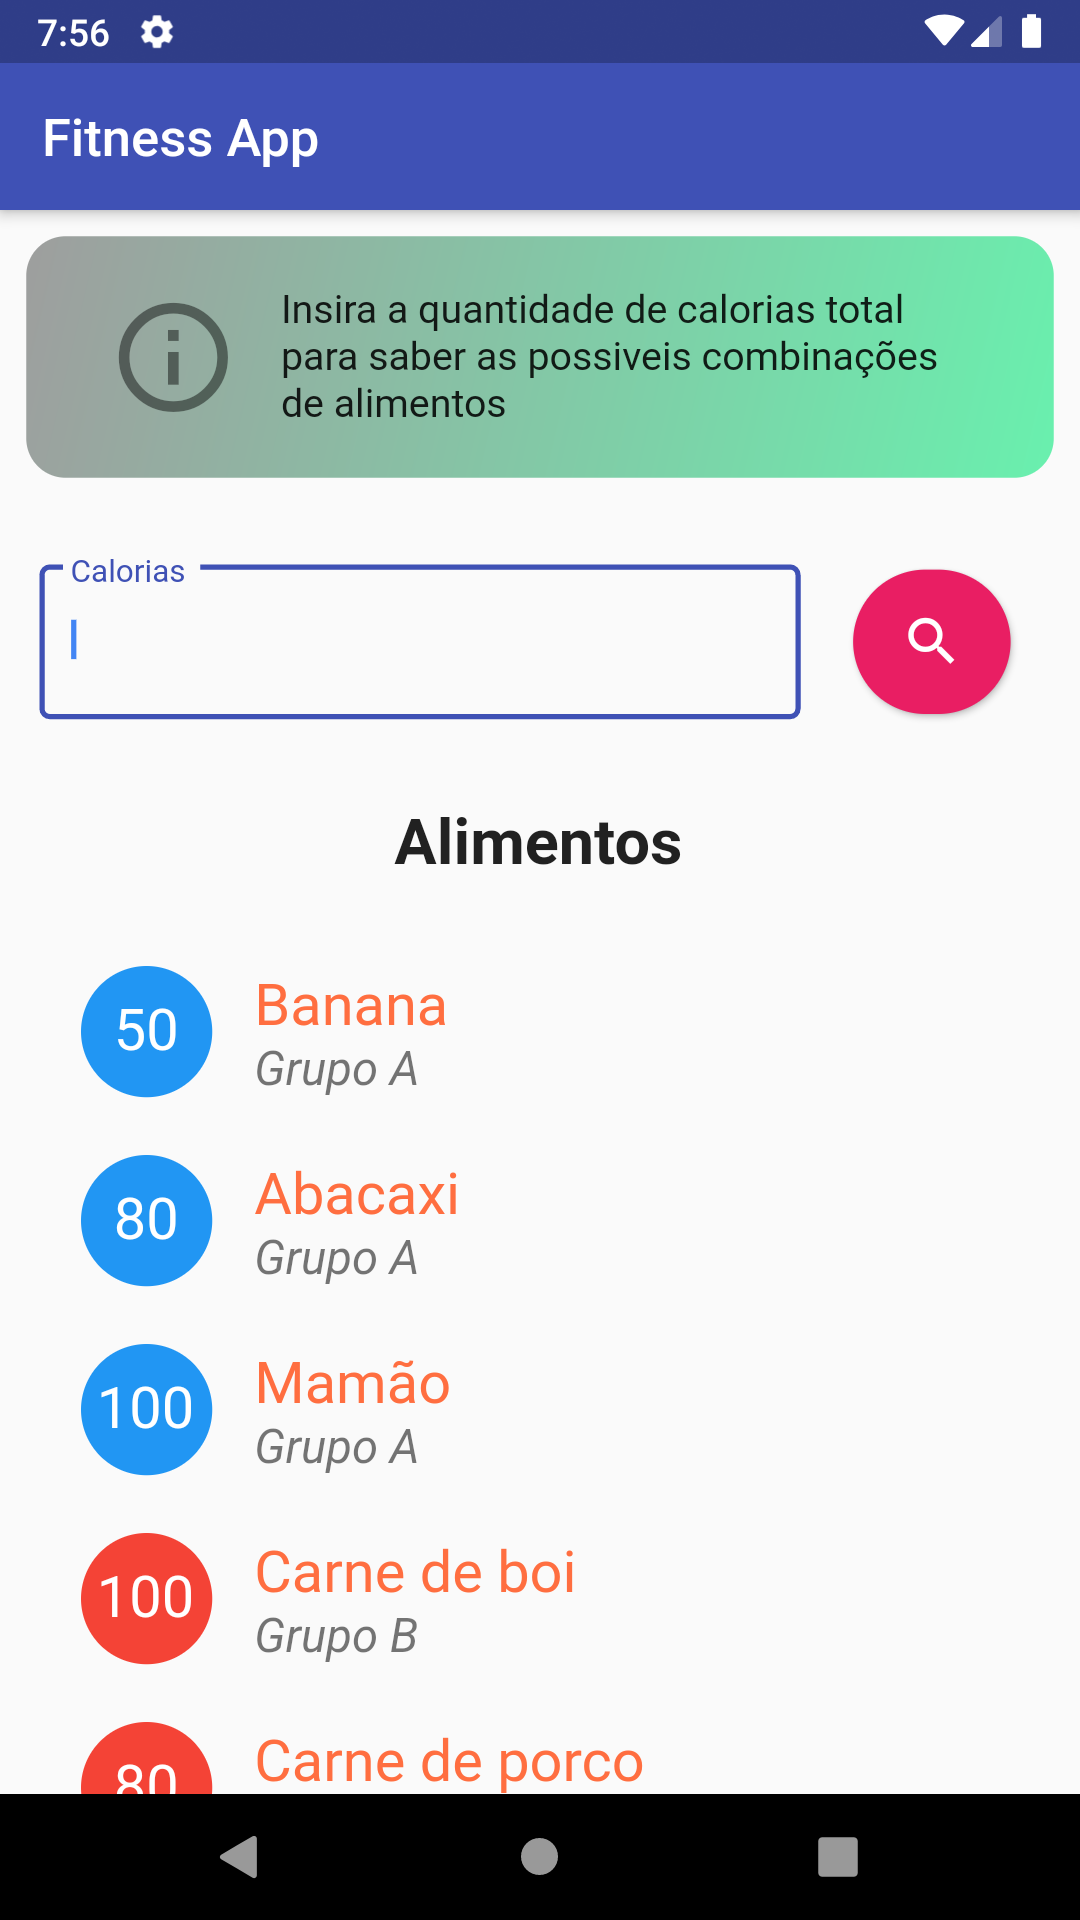 7:56
Fitness App
Insira a quantidade de calorias total
para saber as possiveis combinações
de alimentos
Calorias
Alimentos
50
Banana
Grupo A
80
Abacaxi
Grupo A
100
Mamão
Grupo A
100
Carne de boi
Grupo B
80
Carne de porco